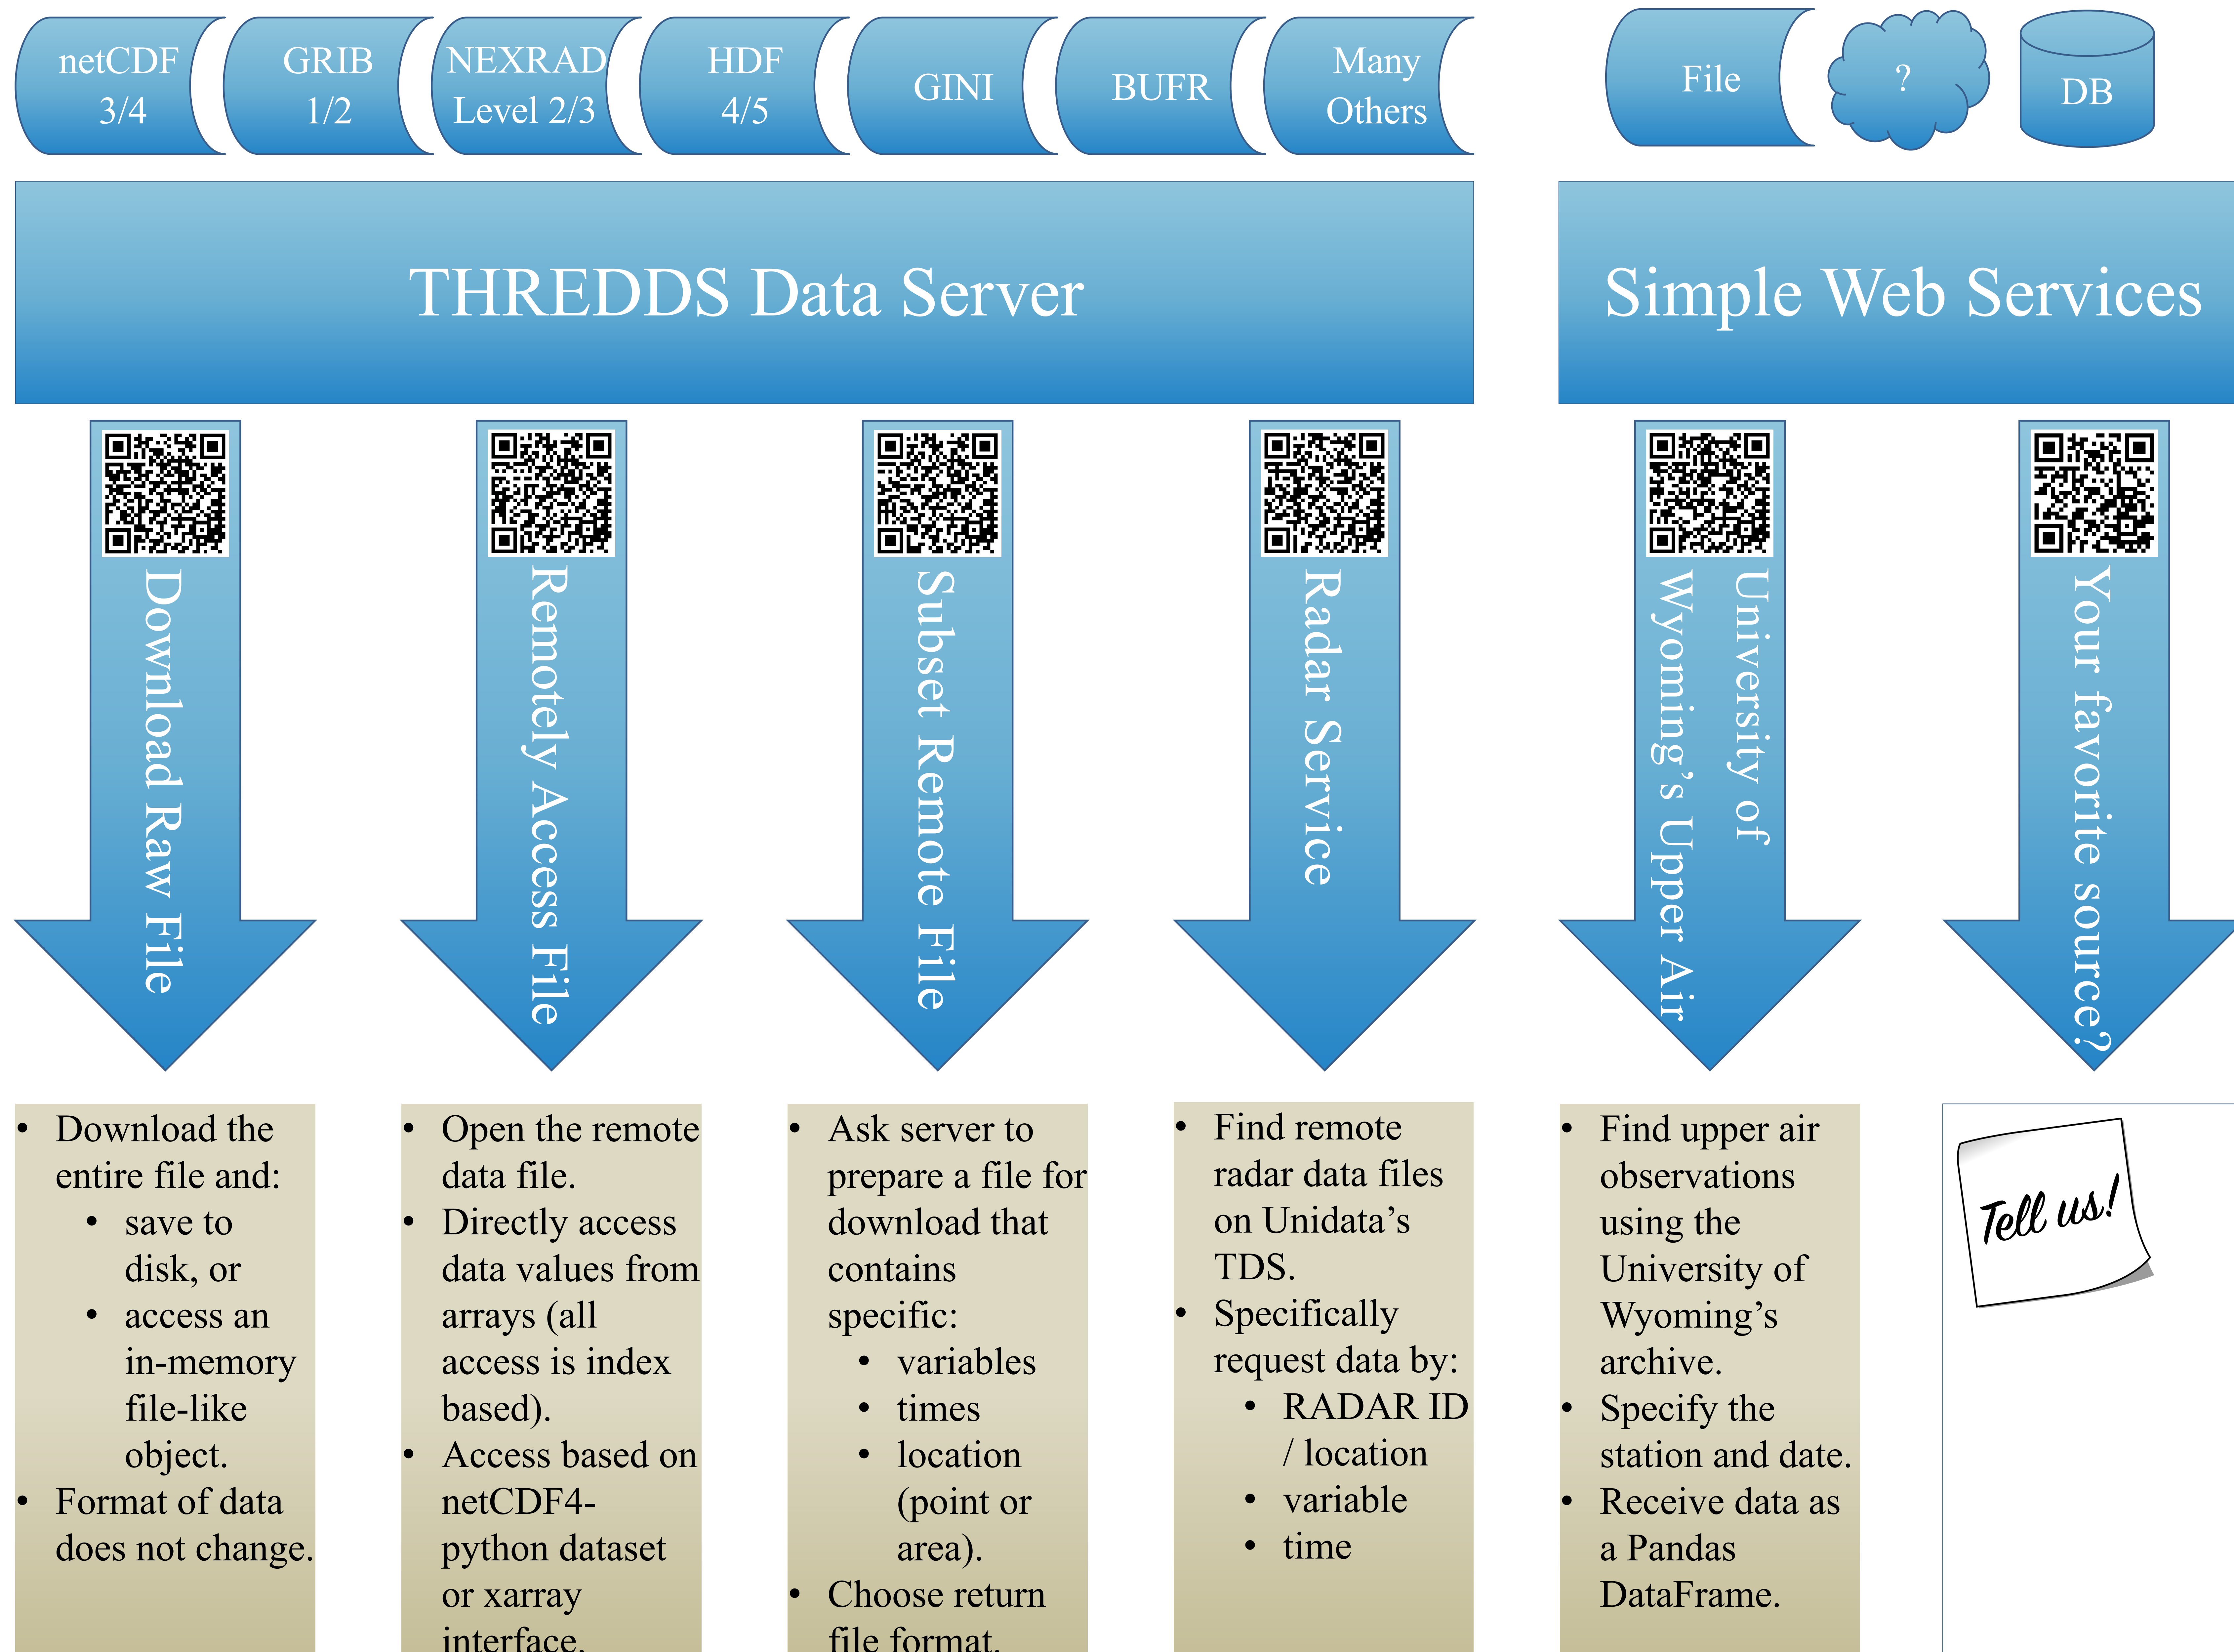 netCDF
3/4
GRIB
1/2
NEXRAD
Level 2/3
HDF
4/5
GINI
BUFR
Many
Others
File
?
DB
THREDDS Data Server
Simple Web Services
Download Raw File
Remotely Access File
Subset Remote File
Radar Service
University of
Wyoming’s Upper Air
Your favorite source?
• Download the
entire file and:
• save to
disk, or
• access an
in-memory
file-like
object.
• Format of data
does not change.
• Open the remote
data file.
• Directly access
data values from
arrays (all
access is index
based).
• Access based on
netCDF4-
python dataset
or xarray
interface.
• Ask server to
prepare a file for
download that
contains
specific:
• variables
• times
• location
(point or
area).
• Choose return
file format.
• Find remote
radar data files
on Unidata’s
TDS.
• Specifically
request data by:
• RADAR ID
/ location
• variable
• time
• Find upper air
observations
using the
University of
Wyoming’s
archive.
• Specify the
station and date.
• Receive data as
a Pandas
DataFrame.
Tell us!